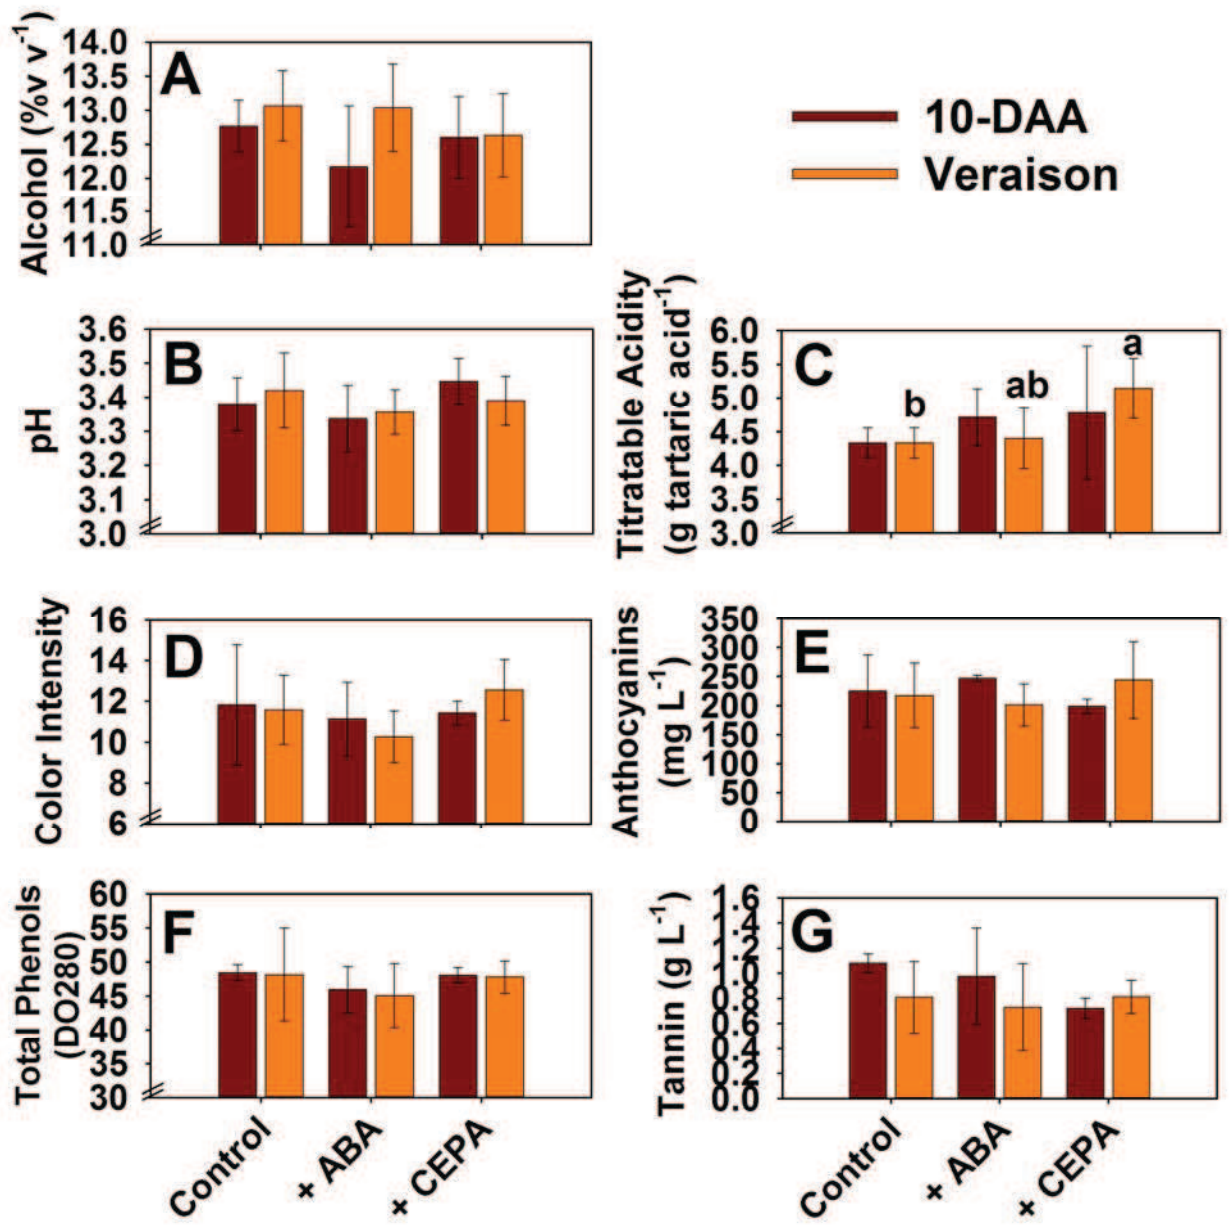 Alcohol (%v v-1)
14.0
13.5
13.0
12.5
12.0
11.5
11.0
A
10-DAA
Veraison
pH
3.6
3.5
3.4
3.3
3.2
3.1
3.0
B
Titratable Acidity
(g tartaric acid-1)
6.0
5.5
5.0
4.5
4.0
3.5
3.0
C
b
ab
a
Color Intensity
16
14
12
10
8
6
D
Anthocyanins
(mg L-1)
350
300
250
200
150
100
50
0
E
Total Phenols
(DO280)
60
55
50
45
40
35
30
F
Tannin (g L-1)
1.6
1.4
1.2
1.0
0.8
0.6
0.4
0.2
0.0
G
Control
+ ABA
+ CEPA
Control
+ ABA
+ CEPA